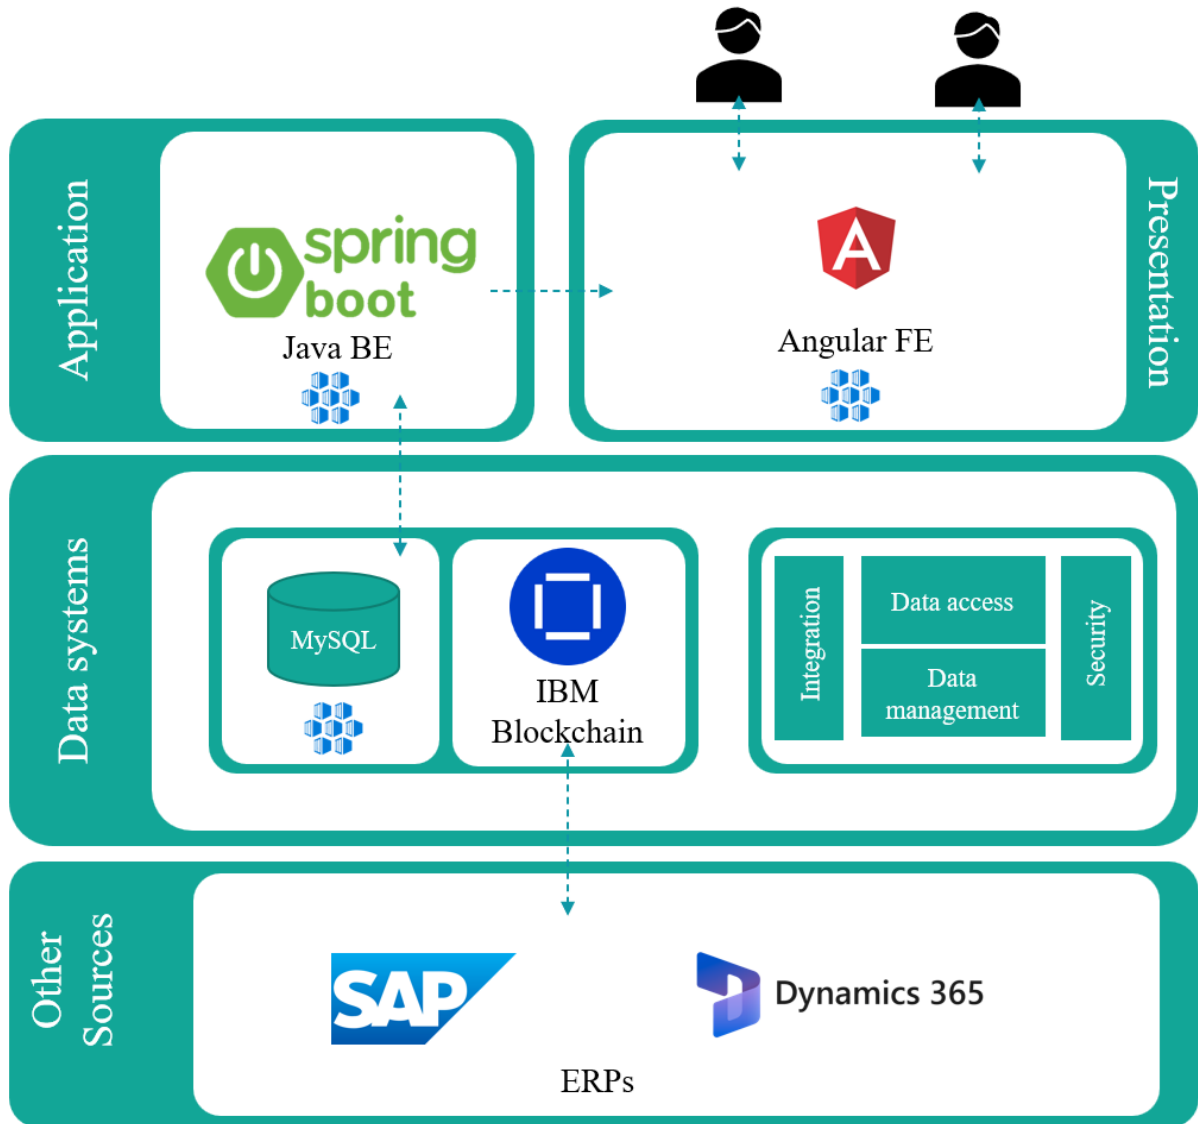 Application
spring
boot
Java BE
Angular FE
Presentation
Data systems
MySQL
IBM
Blockchain
Integration
Data access
Data
management
Security
Other
Sources
SAP
Dynamics 365
ERPs